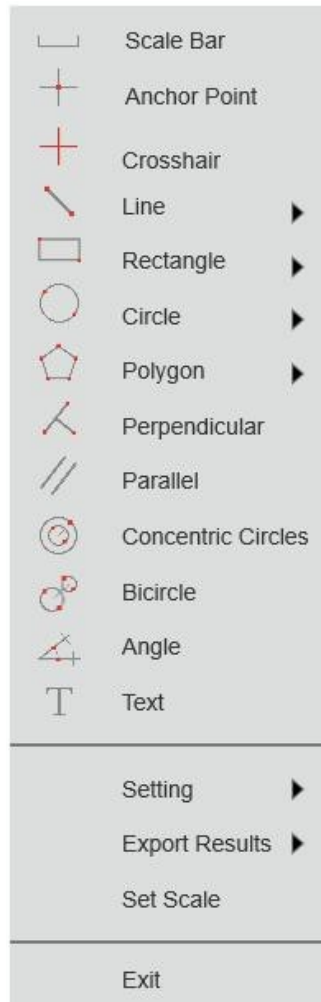 Scale Bar
Anchor Point
Crosshair
Line
Rectangle
Circle
Polygon
Perpendicular
Parallel
Concentric Circles
Bicircle
Angle
T Text
Setting
Export Results
Set Scale
Exit